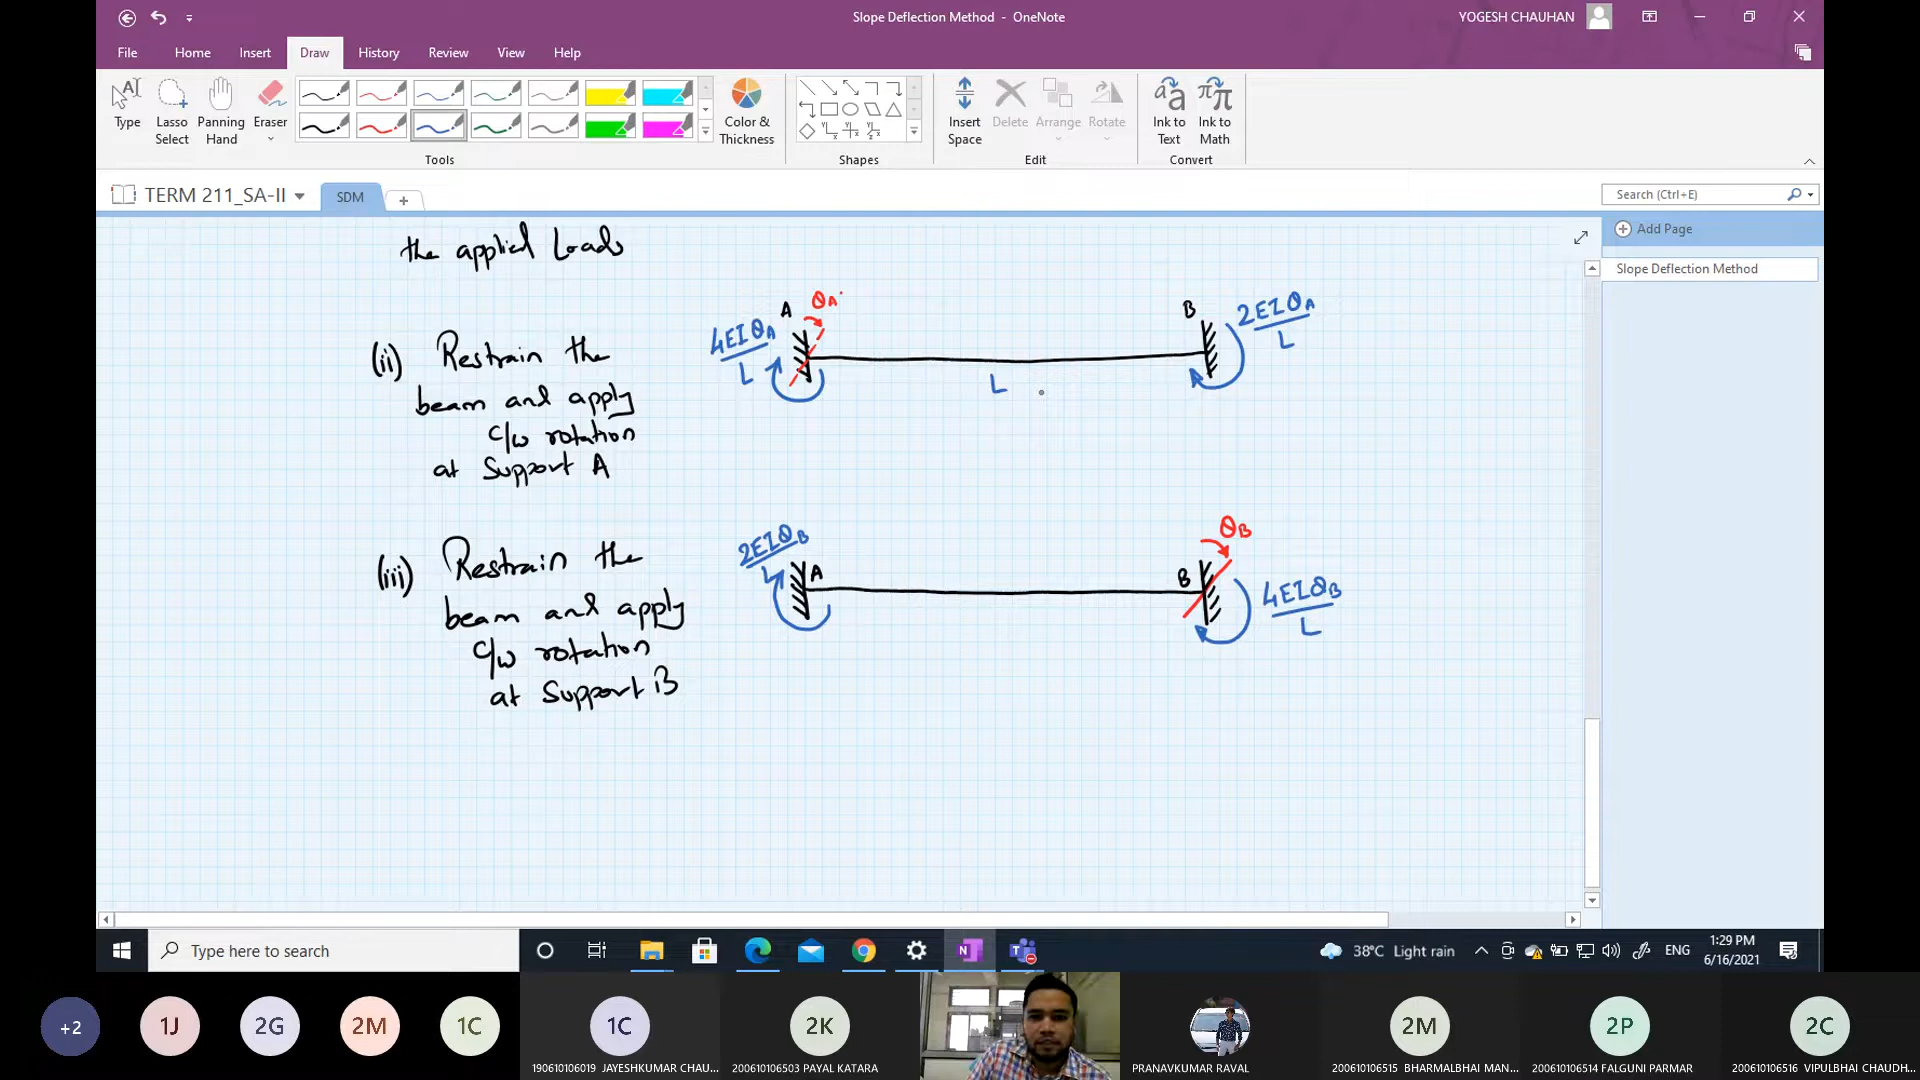 Slope Deflection Method - OneNote
YOGESH CHAUHAN
File Home Insert Draw History Review View Help
Type
Lasso Select
Panning Hand
Eraser
Color & Thickness
Insert Space
Delete
Arrange
Rotate
Ink to Text
Ink to Math
Tools
Shapes
Edit
Convert
TERM 211_SA-II
SDM
Search (Ctrl+E)
Add Page
Slope Deflection Method
the applied Loads
(ii) Restrain the
beam and apply
c/w rotation
at Support A
4EIθA
L
A
θA
L
B
2EIθA
L
(iii) Restrain the
beam and apply
c/w rotation
at Support B
2EIθB
L
A
B
θB
4EIθB
L
Type here to search
38°C Light rain
ENG
1:29 PM
6/16/2021
+2
1J
2G
2M
1C
1C
190610106019 JAYESHKUMAR CHAU...
2K
200610106503 PAYAL KATARA
PRANAVKUMAR RAVAL
2M
200610106515 BHARMALBHAI MAN...
2P
200610106514 FALGUNI PARMAR
2C
200610106516 VIPULBHAI CHAUDH...